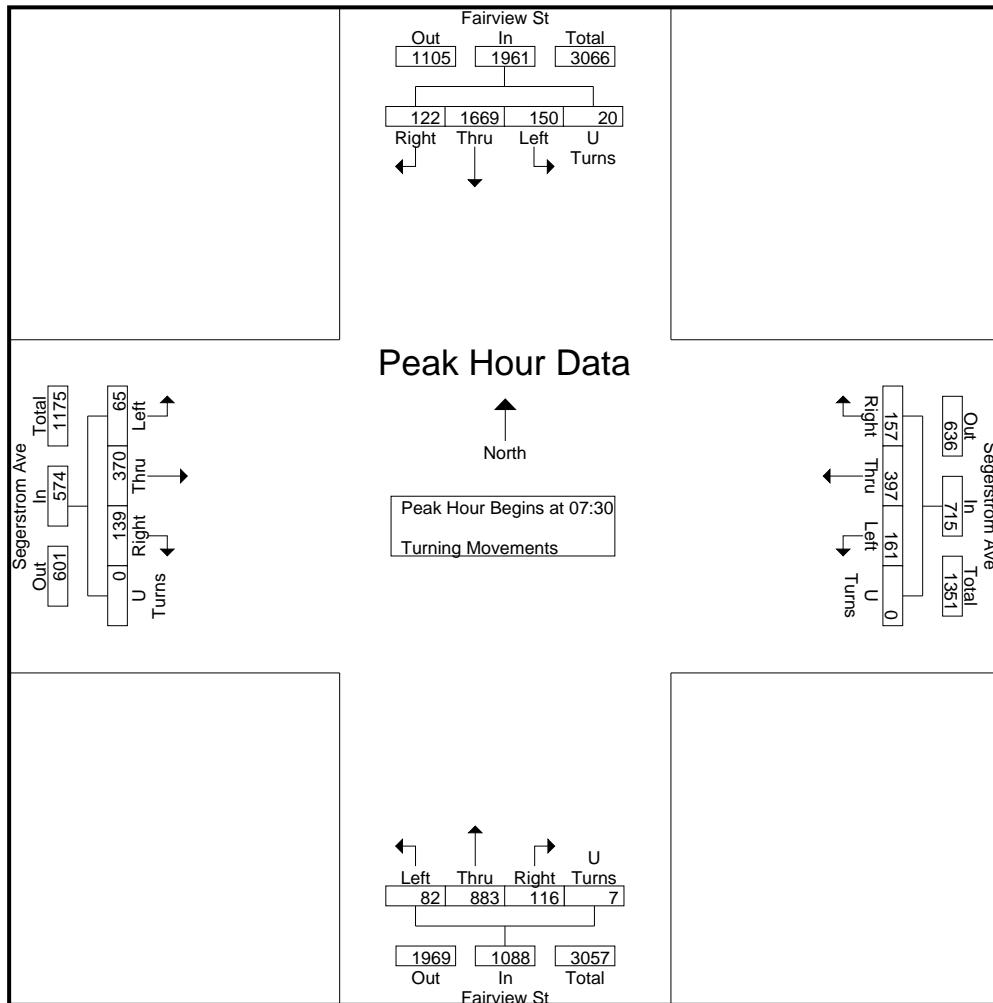 Fairview St
Out In Total
1105 1961 3066
122 1669 150 20
Right Thru Left U Turns
Peak Hour Data
North
Peak Hour Begins at 07:30
Turning Movements
Segerstrom Ave
Total In Out
1175 574 601
65 370 139 0
Left Thru Right U Turns
Segerstrom Ave
Out In Total
636 715 1351
157 397 161 0
Right Thru Left U Turns
Left Thru Right U Turns
82 883 116 7
1969 1088 3057
Out In Total
Fairview St